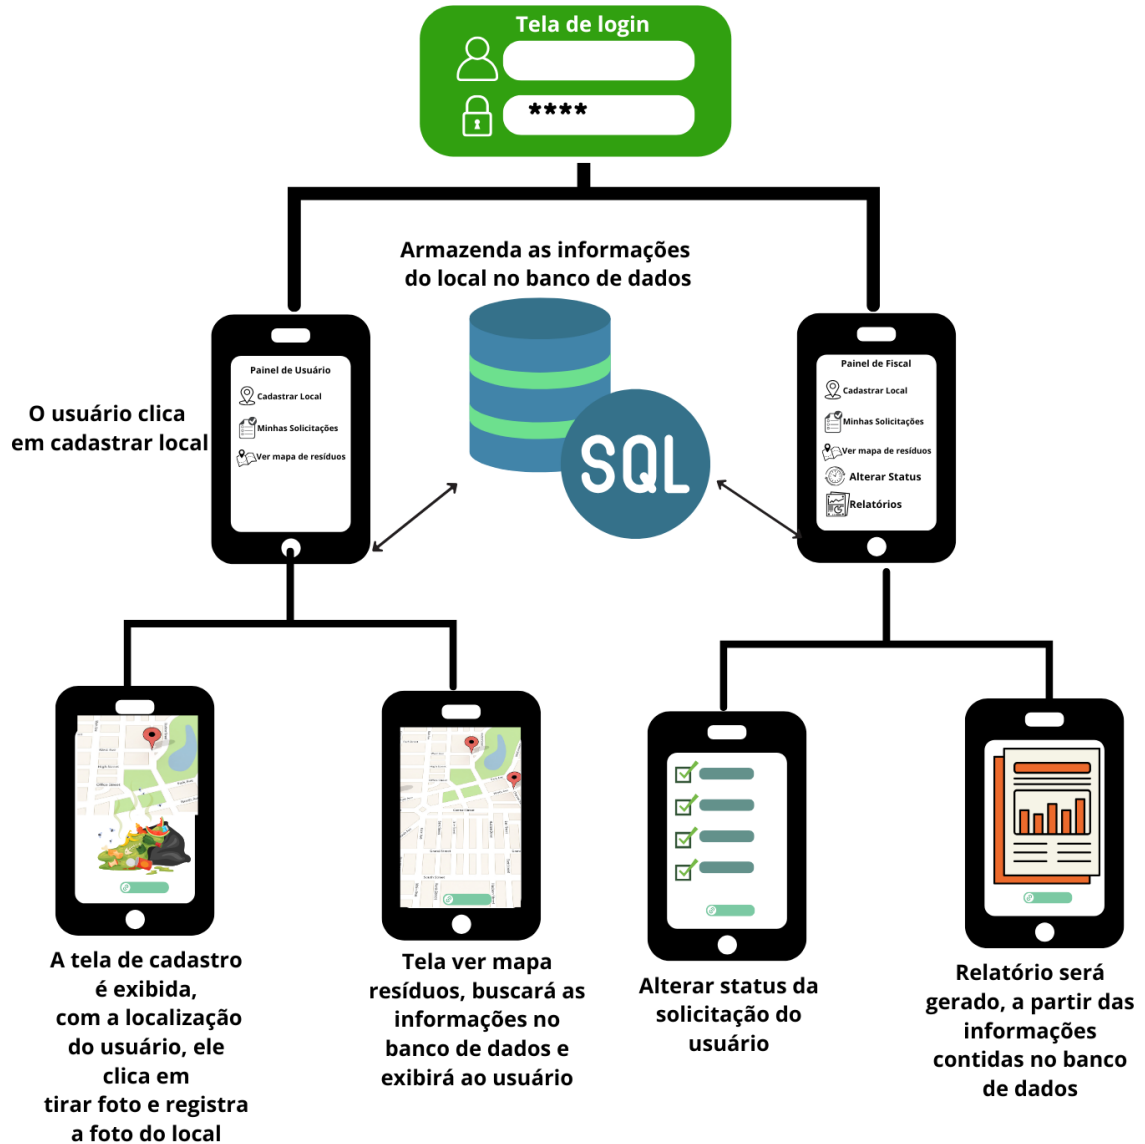 Tela de login
****
Armazenda as informações
do local no banco de dados
SQL
O usuário clica
em cadastrar local
Painel de Usuário
Cadastrar Local
Minhas Solicitações
Ver mapa de resíduos
Painel de Fiscal
Cadastrar Local
Minhas Solicitações
Ver mapa de resíduos
Alterar Status
Relatórios
A tela de cadastro
é exibida,
com a localização
do usuário, ele
clica em
tirar foto e registra
a foto do local
Tela ver mapa
resíduos, buscará as
informações no
banco de dados e
exibirá ao usuário
Alterar status da
solicitação do
usuário
Relatório será
gerado, a partir das
informações
contidas no banco
de dados